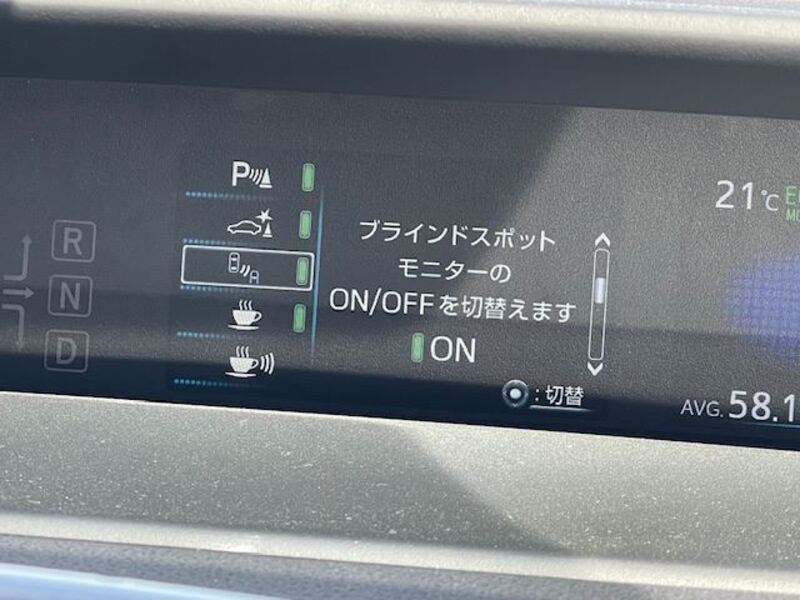 P
R
N
D
ブラインドスポット
モニターの
ON/OFFを切替えます
ON
:切替
21℃
AVG.58.1